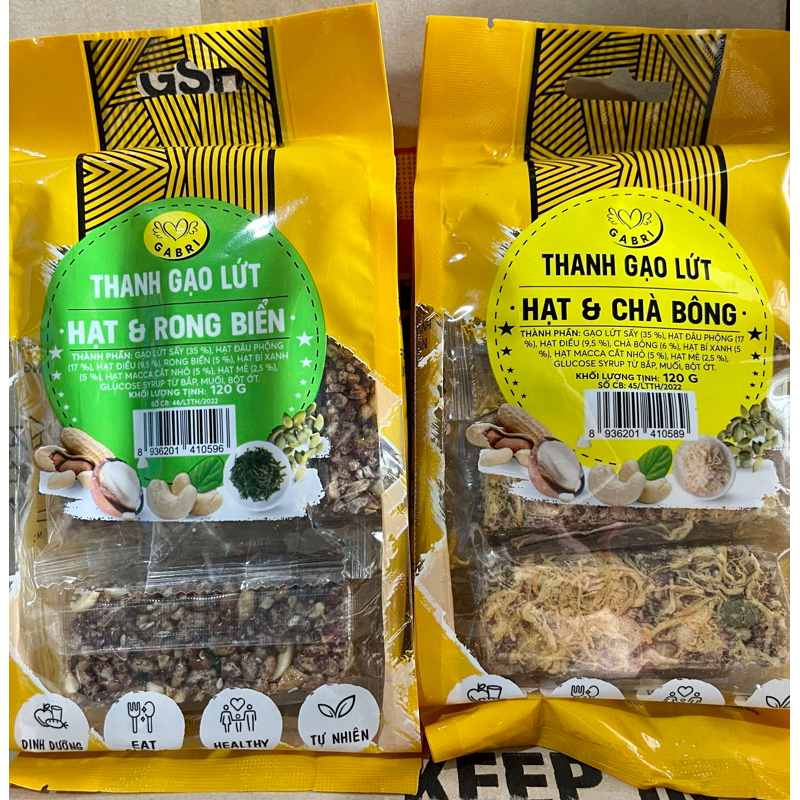 GABRI
THANH GẠO LỨT
HẠT & RONG BIỂN
THÀNH PHẦN: GẠO LỨT SẤY (35 %), HẠT ĐẬU PHỘNG
(17 %), HẠT ĐIỀU (9,5 %), RONG BIỂN (5 %), HẠT BÍ XANH
(5 %), HẠT MACCA CẮT NHỎ (5 %), HẠT MÈ (2,5 %),
GLUCOSE SYRUP TỪ BẮP, MUỐI, BỘT ỚT.
KHỐI LƯỢNG TỊNH: 120 G
SỐ CB: 46/LTTH/2022
8 936201 410596
DINH DƯỠNG
EAT
HEALTHY
TỰ NHIÊN
GABRI
THANH GẠO LỨT
HẠT & CHÀ BÔNG
THÀNH PHẦN: GẠO LỨT SẤY (35 %), HẠT ĐẬU PHỘNG (17
%), HẠT ĐIỀU (9,5 %), CHÀ BÔNG (6 %), HẠT BÍ XANH (5
%), HẠT MACCA CẮT NHỎ (5 %), HẠT MÈ (2,5 %),
GLUCOSE SYRUP TỪ BẮP, MUỐI, BỘT ỚT.
KHỐI LƯỢNG TỊNH: 120 G
SỐ CB: 45/LTTH/2022
8 936201 410589
KEEP